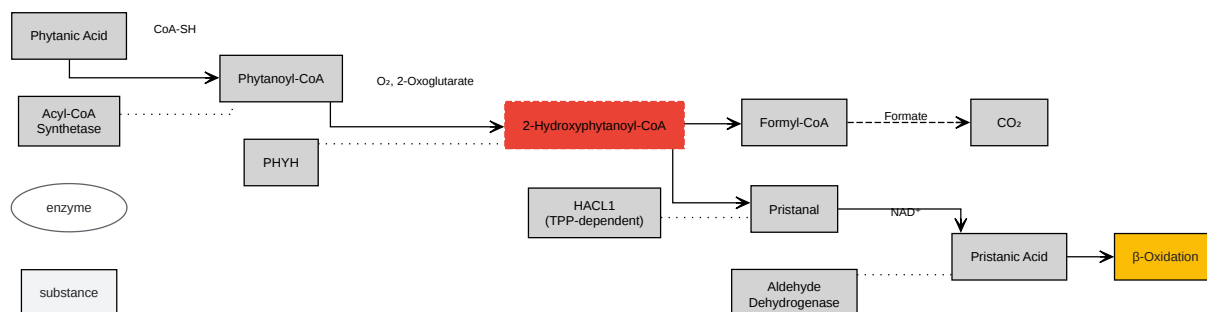 Phytanic Acid
CoA-SH
Phytanoyl-CoA
O₂, 2-Oxoglutarate
Acyl-CoA
Synthetase
2-Hydroxyphytanoyl-CoA
Formyl-CoA
Formate
CO₂
PHYH
enzyme
HACL1
(TPP-dependent)
Pristanal
NAD⁺
Pristanic Acid
β-Oxidation
substance
Aldehyde
Dehydrogenase